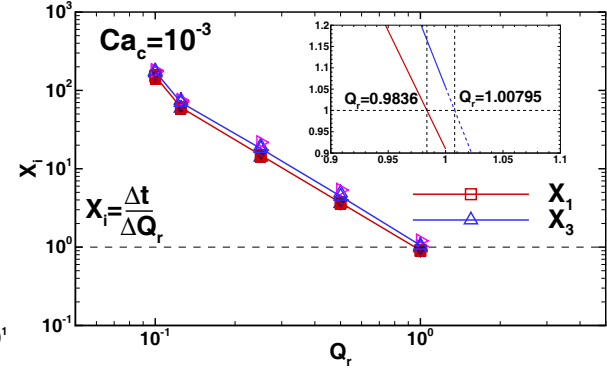 10³
Ca_c=10⁻³
1.2
1.15
1.1
1.05
1
0.95
0.9
Q_r=0.9836
Q_r=1.00795
0.9
0.95
1
1.05
1.1
10²
X_i
10¹
X_i=Δt/ΔQ_r
X₁
X₃
10⁰
10⁻¹
10⁻¹
10⁰
Q_r